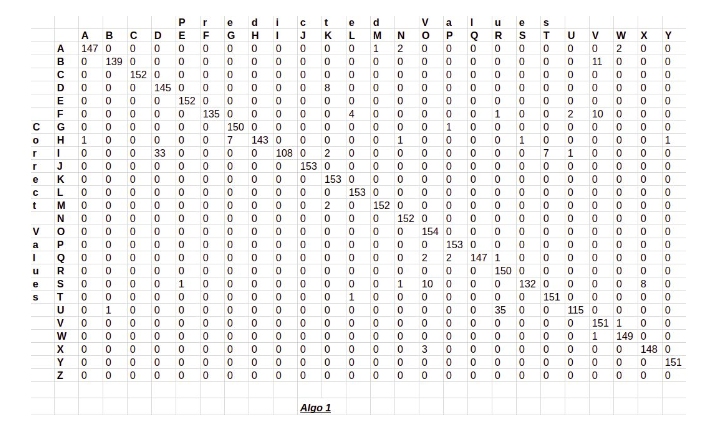 P r e d i c t e d V a l u e s
A B C D E F G H I J K L M N O P Q R S T U V W X Y
A 147 0 0 0 0 0 0 0 0 0 0 0 1 2 0 0 0 0 0 0 0 0 2 0 0
B 0 139 0 0 0 0 0 0 0 0 0 0 0 0 0 0 0 0 0 0 0 11 0 0 0
C 0 0 152 0 0 0 0 0 0 0 0 0 0 0 0 0 0 0 0 0 0 0 0 0 0
D 0 0 0 145 0 0 0 0 0 0 8 0 0 0 0 0 0 0 0 0 0 0 0 0 0
E 0 0 0 0 152 0 0 0 0 0 0 0 0 0 0 0 0 0 0 0 0 0 0 0 0
F 0 0 0 0 0 135 0 0 0 0 0 4 0 0 0 0 0 1 0 0 2 10 0 0 0
C G 0 0 0 0 0 0 150 0 0 0 0 0 0 0 0 1 0 0 0 0 0 0 0 0 0
o H 1 0 0 0 0 0 7 143 0 0 0 0 0 1 0 0 0 0 1 0 0 0 0 0 1
r I 0 0 0 33 0 0 0 0 108 0 2 0 0 0 0 0 0 0 0 7 1 0 0 0 0
r J 0 0 0 0 0 0 0 0 0 153 0 0 0 0 0 0 0 0 0 0 0 0 0 0 0
e K 0 0 0 0 0 0 0 0 0 0 153 0 0 0 0 0 0 0 0 0 0 0 0 0 0
c L 0 0 0 0 0 0 0 0 0 0 0 153 0 0 0 0 0 0 0 0 0 0 0 0 0
t M 0 0 0 0 0 0 0 0 0 0 2 0 152 0 0 0 0 0 0 0 0 0 0 0 0
N 0 0 0 0 0 0 0 0 0 0 0 0 0 152 0 0 0 0 0 0 0 0 0 0 0
V O 0 0 0 0 0 0 0 0 0 0 0 0 0 0 154 0 0 0 0 0 0 0 0 0 0
a P 0 0 0 0 0 0 0 0 0 0 0 0 0 0 0 153 0 0 0 0 0 0 0 0 0
l Q 0 0 0 0 0 0 0 0 0 0 0 0 0 0 2 2 147 1 0 0 0 0 0 0 0
u R 0 0 0 0 0 0 0 0 0 0 0 0 0 0 0 0 0 150 0 0 0 0 0 0 0
e S 0 0 0 0 1 0 0 0 0 0 0 0 0 1 10 0 0 0 132 0 0 0 0 8 0
s T 0 0 0 0 0 0 0 0 0 0 0 1 0 0 0 0 0 0 0 151 0 0 0 0 0
U 0 1 0 0 0 0 0 0 0 0 0 0 0 0 0 0 0 35 0 0 115 0 0 0 0
V 0 0 0 0 0 0 0 0 0 0 0 0 0 0 0 0 0 0 0 0 0 151 1 0 0
W 0 0 0 0 0 0 0 0 0 0 0 0 0 0 0 0 0 0 0 0 0 1 149 0 0
X 0 0 0 0 0 0 0 0 0 0 0 0 0 0 3 0 0 0 0 0 0 0 0 148 0
Y 0 0 0 0 0 0 0 0 0 0 0 0 0 0 0 0 0 0 0 0 0 0 0 0 151
Z 0 0 0 0 0 0 0 0 0 0 0 0 0 0 0 0 0 0 0 0 0 0 0 0 0
Algo 1